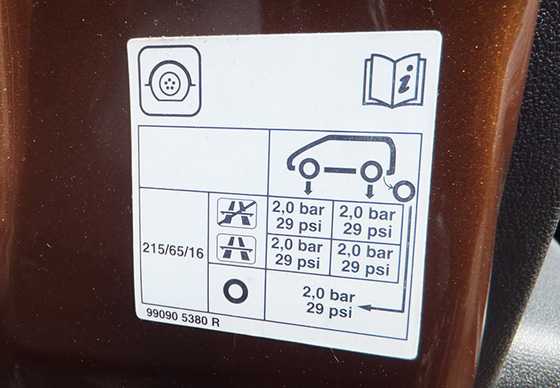 2,0 bar 2,0 bar
29 psi 29 psi
215/65/16
2,0 bar 2,0 bar
29 psi 29 psi
2,0 bar
29 psi
99090 5380 R